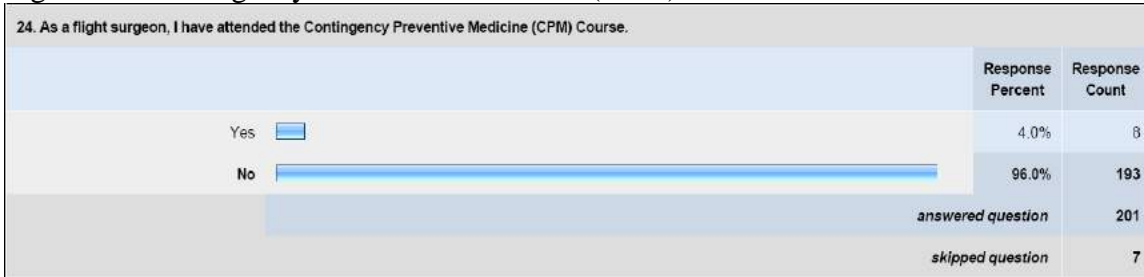 24. As a flight surgeon, I have attended the Contingency Preventive Medicine (CPM) Course.
Response Percent
Response Count
Yes 4.0% 8
No 96.0% 193
answered question 201
skipped question 7